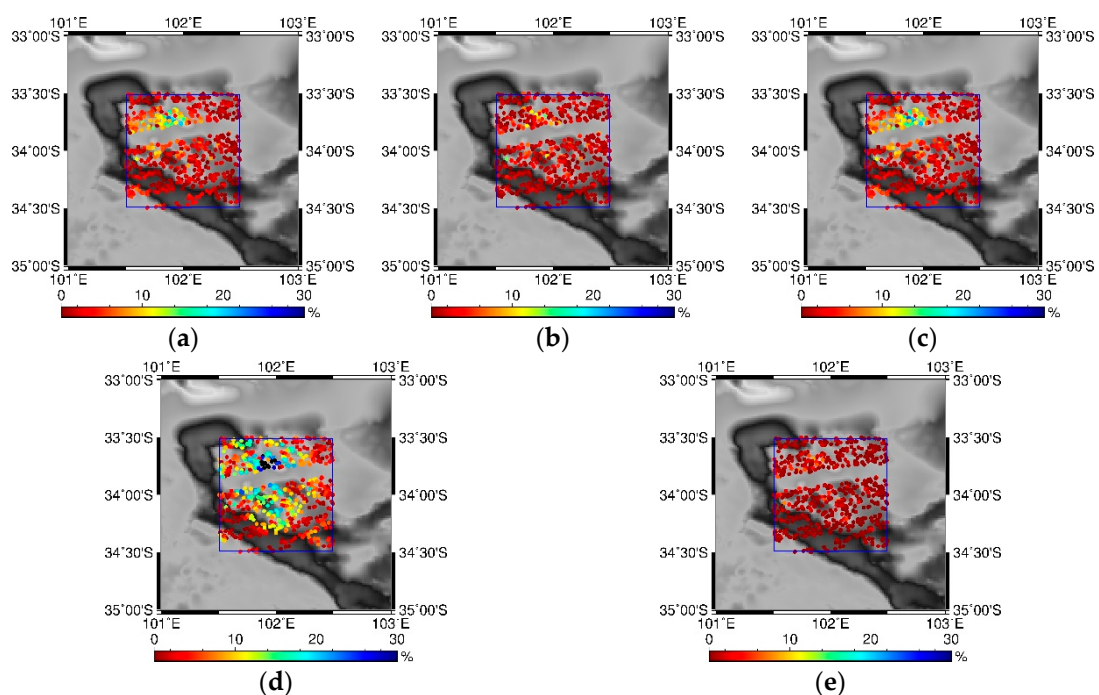 101˚E 102˚E 103˚E 101˚E 102˚E 103˚E 101˚E 102˚E 103˚E
33˚00'S 33˚00'S 33˚00'S 33˚00'S 33˚00'S 33˚00'S
33˚30'S 33˚30'S 33˚30'S 33˚30'S 33˚30'S 33˚30'S
34˚00'S 34˚00'S 34˚00'S 34˚00'S 34˚00'S 34˚00'S
34˚30'S 34˚30'S 34˚30'S 34˚30'S 34˚30'S 34˚30'S
35˚00'S 35˚00'S 35˚00'S 35˚00'S 35˚00'S 35˚00'S
101˚E 102˚E 103˚E 101˚E 102˚E 103˚E 101˚E 102˚E 103˚E
0 10 20 30 0 10 20 30 0 10 20 30
% % %
(a) (b) (c)
101˚E 102˚E 103˚E 101˚E 102˚E 103˚E
33˚00'S 33˚00'S 33˚00'S 33˚00'S
33˚30'S 33˚30'S 33˚30'S 33˚30'S
34˚00'S 34˚00'S 34˚00'S 34˚00'S
34˚30'S 34˚30'S 34˚30'S 34˚30'S
35˚00'S 35˚00'S 35˚00'S 35˚00'S
101˚E 102˚E 103˚E 101˚E 102˚E 103˚E
0 10 20 30 0 10 20 30
% %
(d) (e)